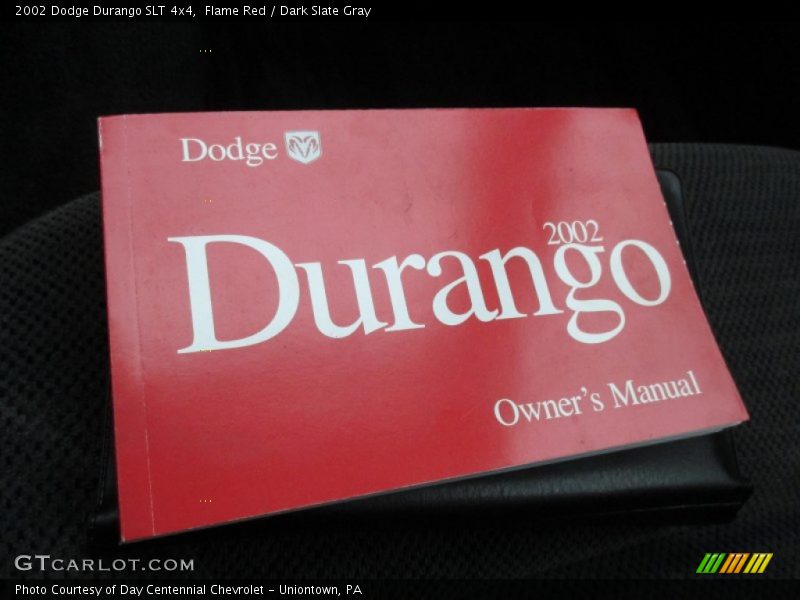 2002 Dodge Durango SLT 4x4,  Flame Red / Dark Slate Gray
Dodge
2002
Durango
Owner's Manual
GTCARLOT.COM
Photo Courtesy of Day Centennial Chevrolet - Uniontown, PA